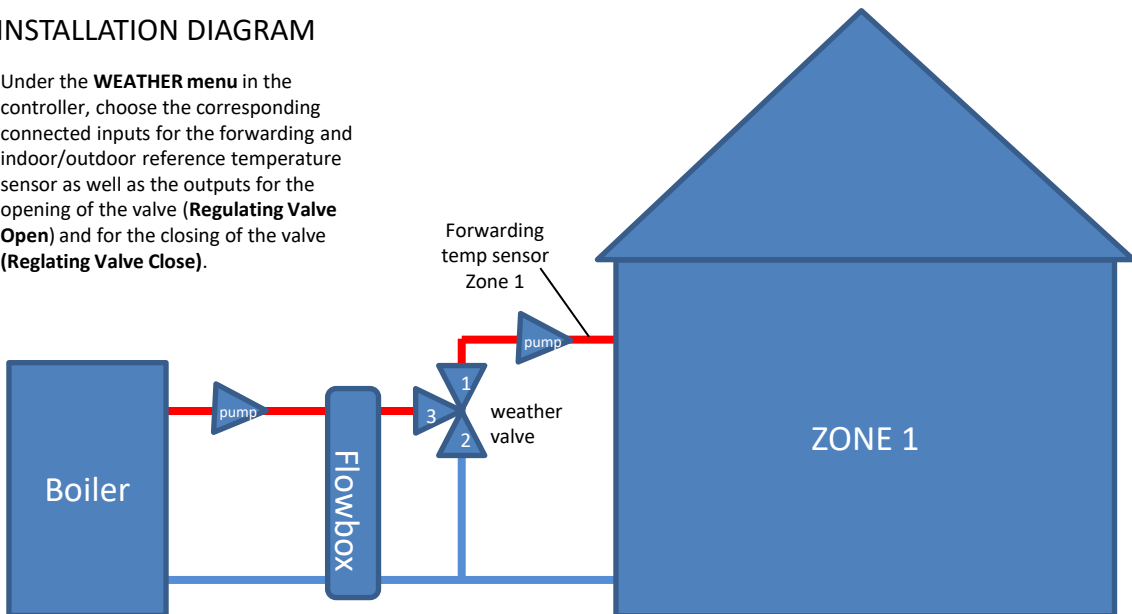 INSTALLATION DIAGRAM
Under the WEATHER menu in the
controller, choose the corresponding
connected inputs for the forwarding and
indoor/outdoor reference temperature
sensor as well as the outputs for the
opening of the valve (Regulating Valve
Open) and for the closing of the valve
(Reglating Valve Close).
Forwarding
temp sensor
Zone 1
pump
1
pump
3
weather
valve
2
ZONE 1
Boiler
Flowbox